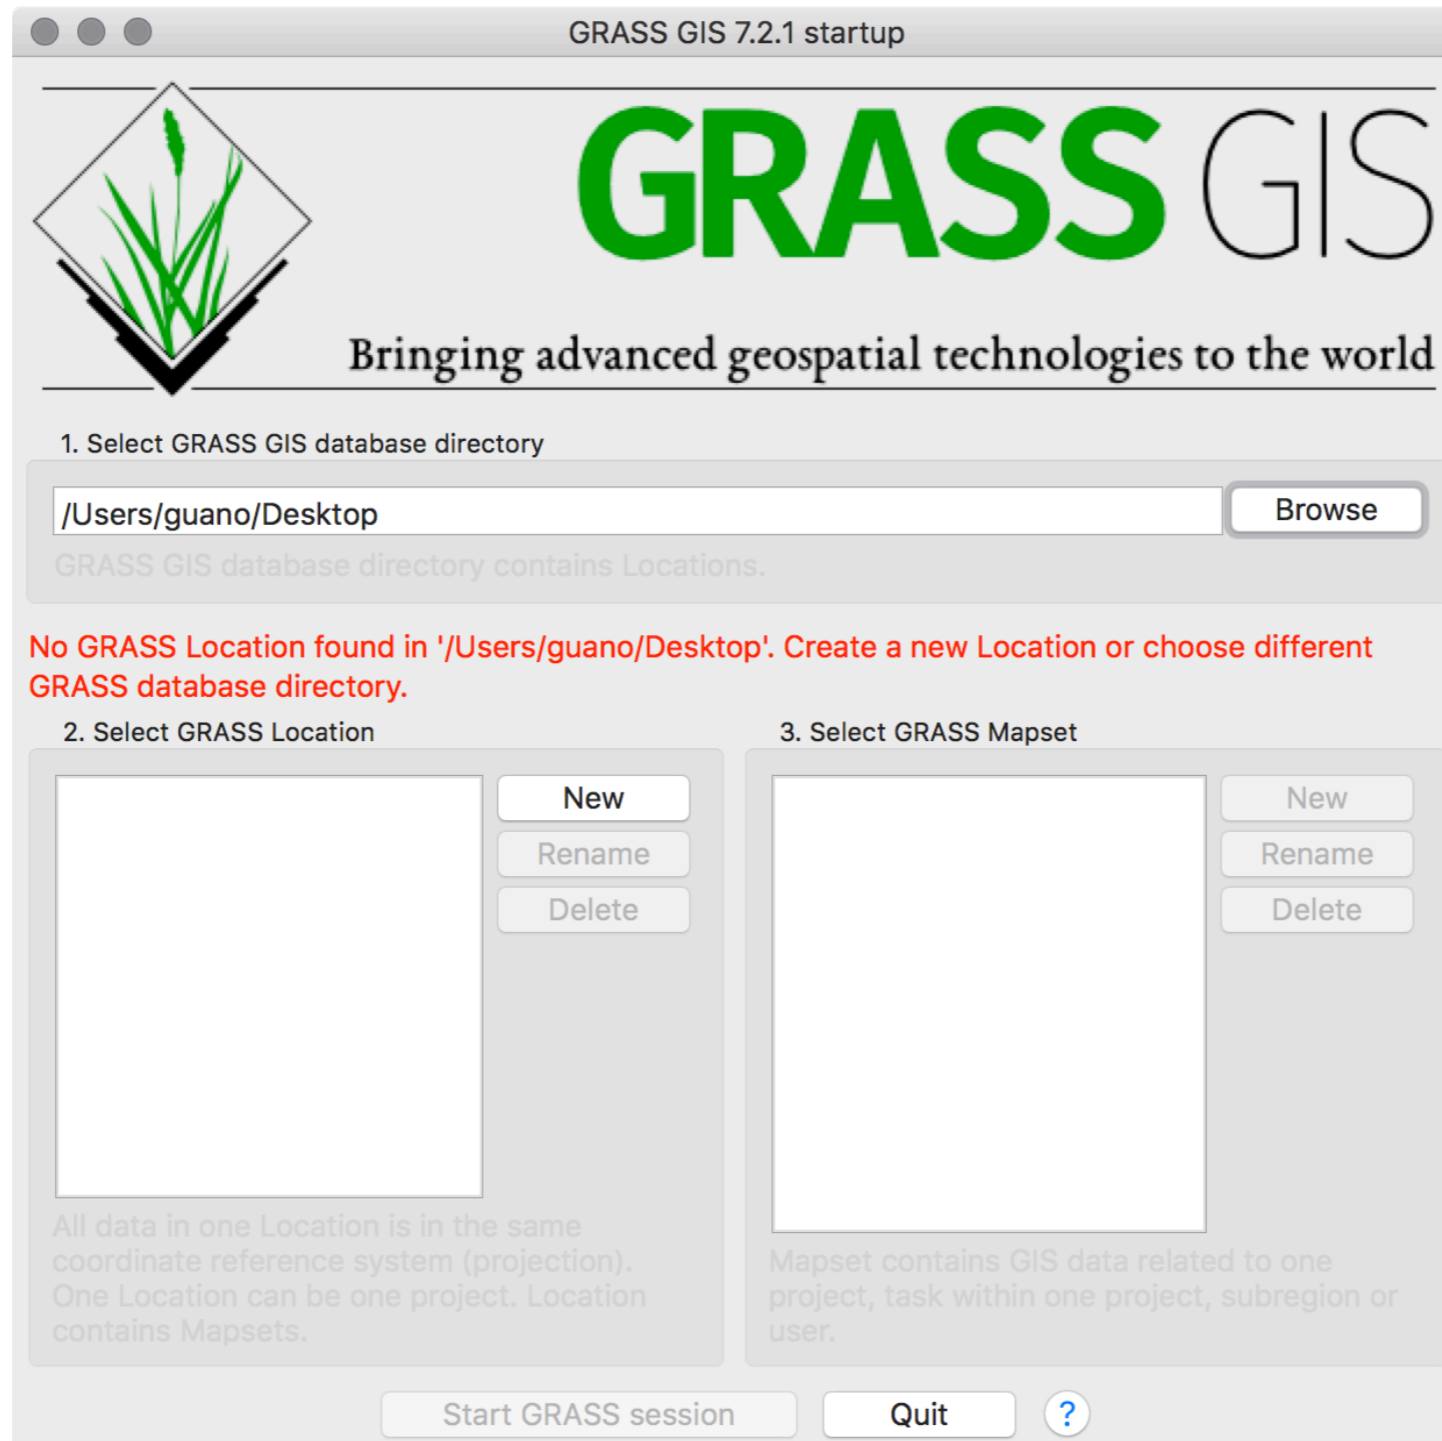 GRASS GIS 7.2.1 startup
GRASS GIS
Bringing advanced geospatial technologies to the world
1. Select GRASS GIS database directory
/Users/guano/Desktop
Browse
GRASS GIS database directory contains Locations.
No GRASS Location found in '/Users/guano/Desktop'. Create a new Location or choose different
GRASS database directory.
2. Select GRASS Location
New
Rename
Delete
All data in one Location is in the same
coordinate reference system (projection).
One Location can be one project. Location
contains Mapsets.
3. Select GRASS Mapset
New
Rename
Delete
Mapset contains GIS data related to one
project, task within one project, subregion or
user.
Start GRASS session
Quit
?